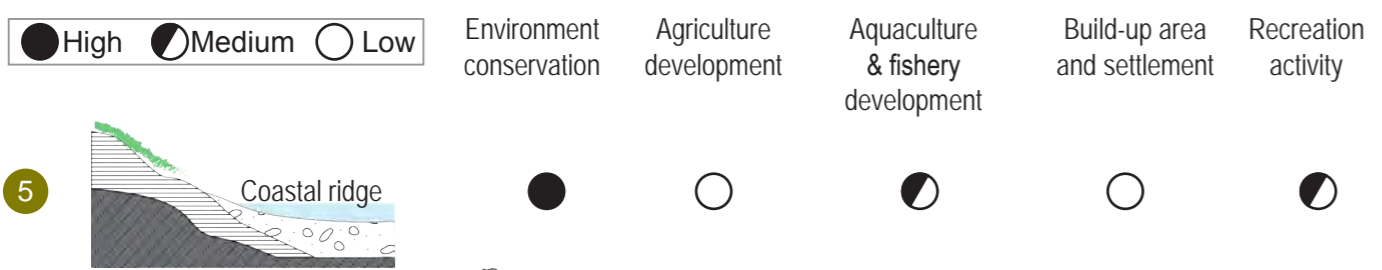 High Medium Low
Environment conservation
Agriculture development
Aquaculture & fishery development
Build-up area and settlement
Recreation activity
5
Coastal ridge